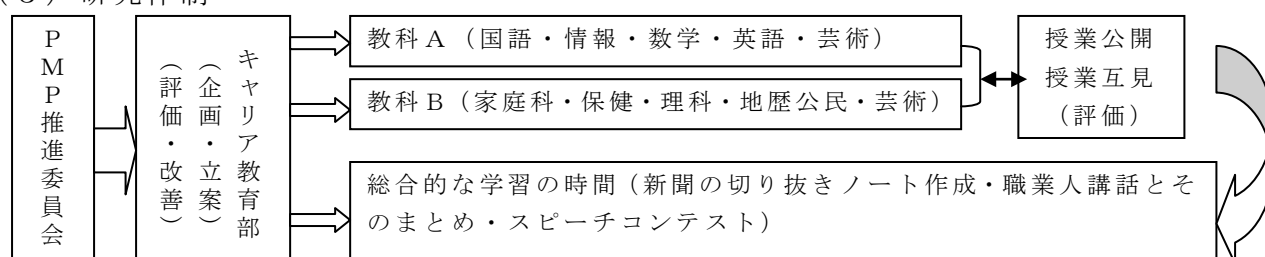 PMP推進委員会
キャリア教育部
（企画・立案）
（評価・改善）
教科A（国語・情報・数学・英語・芸術）
教科B（家庭科・保健・理科・地歴公民・芸術）
授業公開
授業互見
（評価）
総合的な学習の時間（新聞の切り抜きノート作成・職業人講話とそ
のまとめ・スピーチコンテスト）